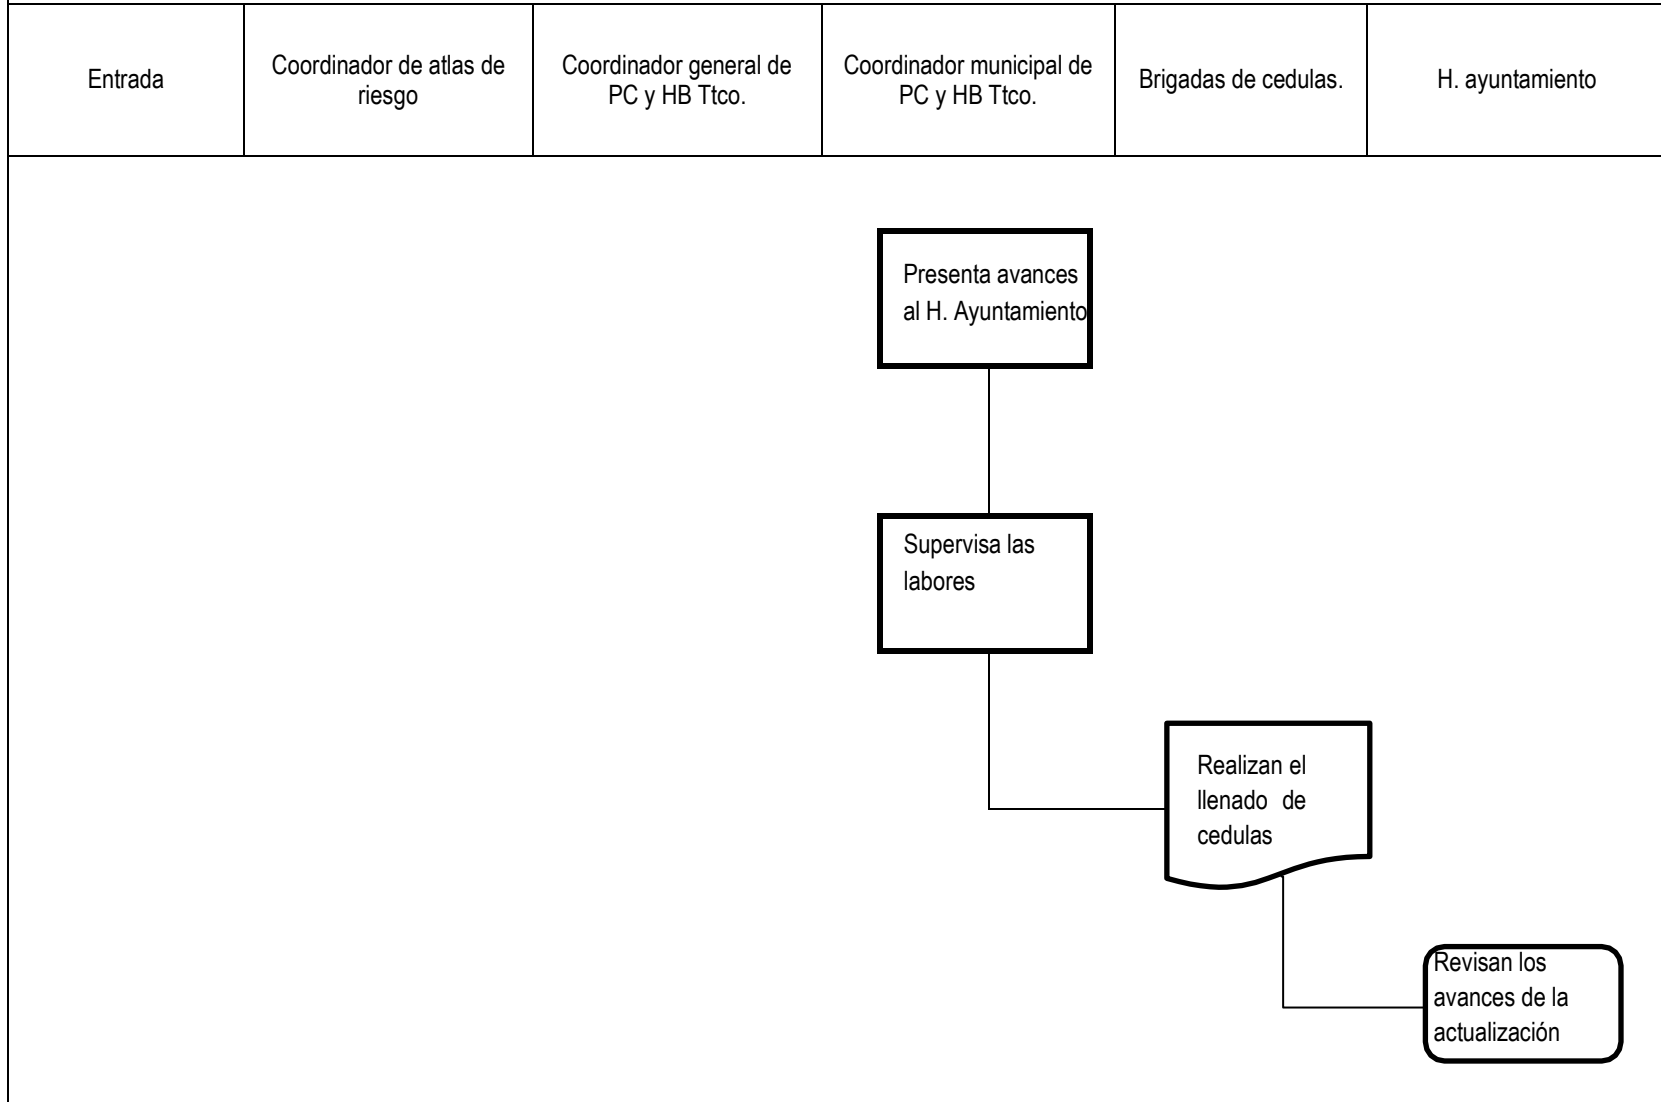 Entrada
Coordinador de atlas de
riesgo
Coordinador general de
PC y HB Ttco.
Coordinador municipal de
PC y HB Ttco.
Brigadas de cedulas.
H. ayuntamiento
Presenta avances
al H. Ayuntamiento
Supervisa las
labores
Realizan el
llenado de
cedulas
Revisan los
avances de la
actualización